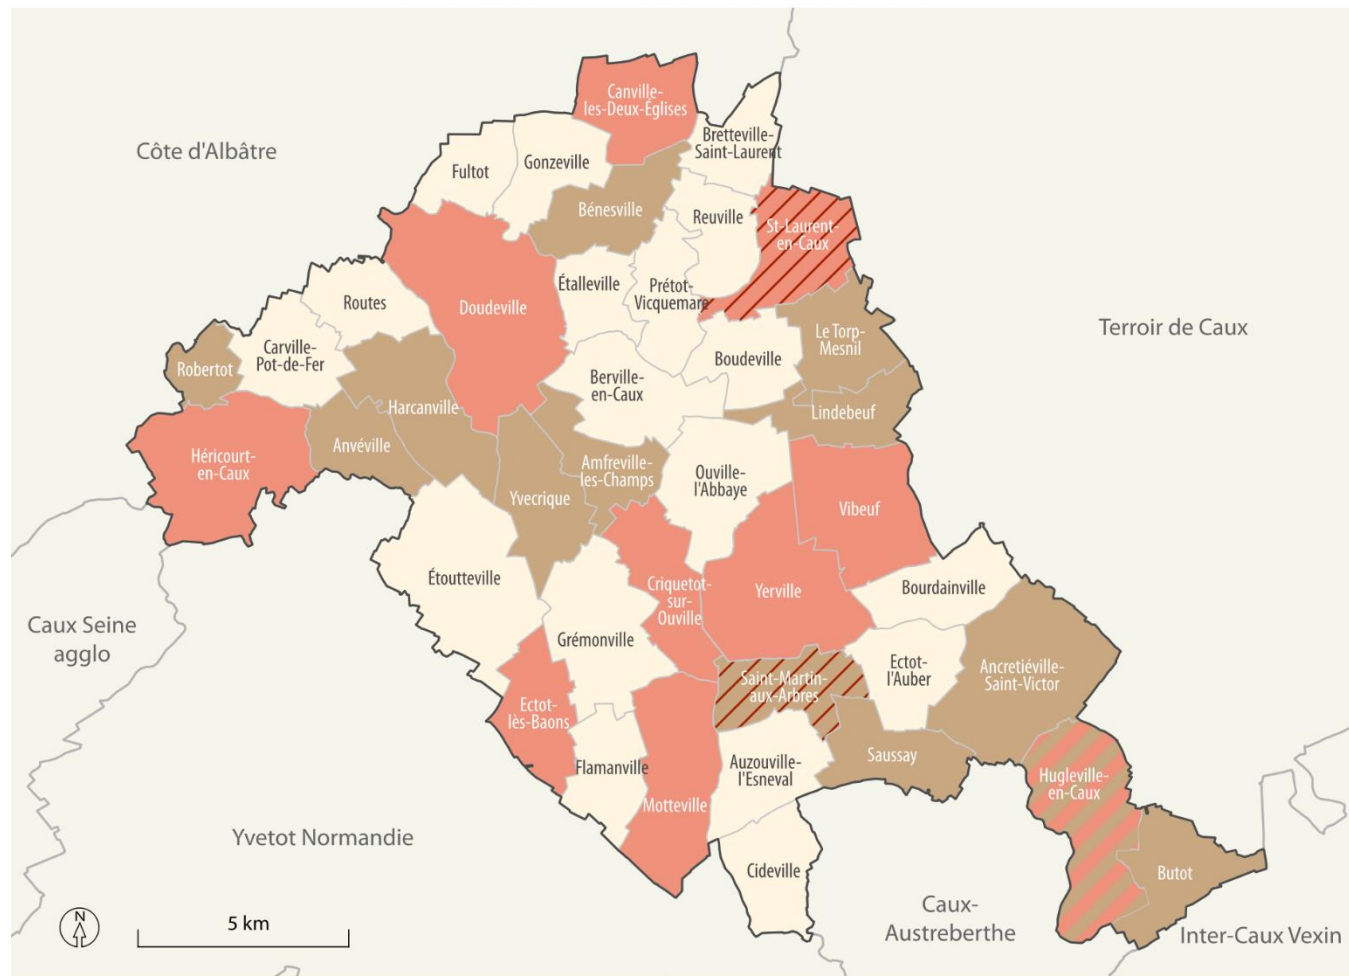 Canville-
les-Deux-Églises
Bretteville-
Saint-Laurent
Côte d'Albâtre
Fultot
Gonzeville
Bénesville
Reuville
St-Laurent-
en-Caux
Étalleville
Prétot-
Vicquemare
Routes
Doudeville
Terroir de Caux
Le Torp-
Mesnil
Carville-
Pot-de-Fer
Robertot
Boudeville
Berville-
en-Caux
Harcanville
Lindebeuf
Anvéville
Héricourt-
en-Caux
Amfreville-
les-Champs
Ouville-
l'Abbaye
Yvecrique
Vibeuf
Étoutteville
Criquetot-
sur-
Ouville
Yerville
Bourdainville
Caux Seine
agglo
Grémonville
Ectot-
l'Auber
Ancretiéville-
Saint-Victor
Saint-Martin-
aux-Arbres
Ectot-
lès-Baons
Flamanville
Auzouville-
l'Esneval
Saussay
Hugleville-
en-Caux
Motteville
Yvetot Normandie
Cideville
Butot
Caux-
Austreberthe
Inter-Caux Vexin
N
5 km